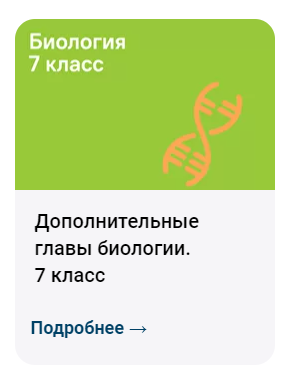 Биология
7 класс
Дополнительные
главы биологии.
7 класс
Подробнее →